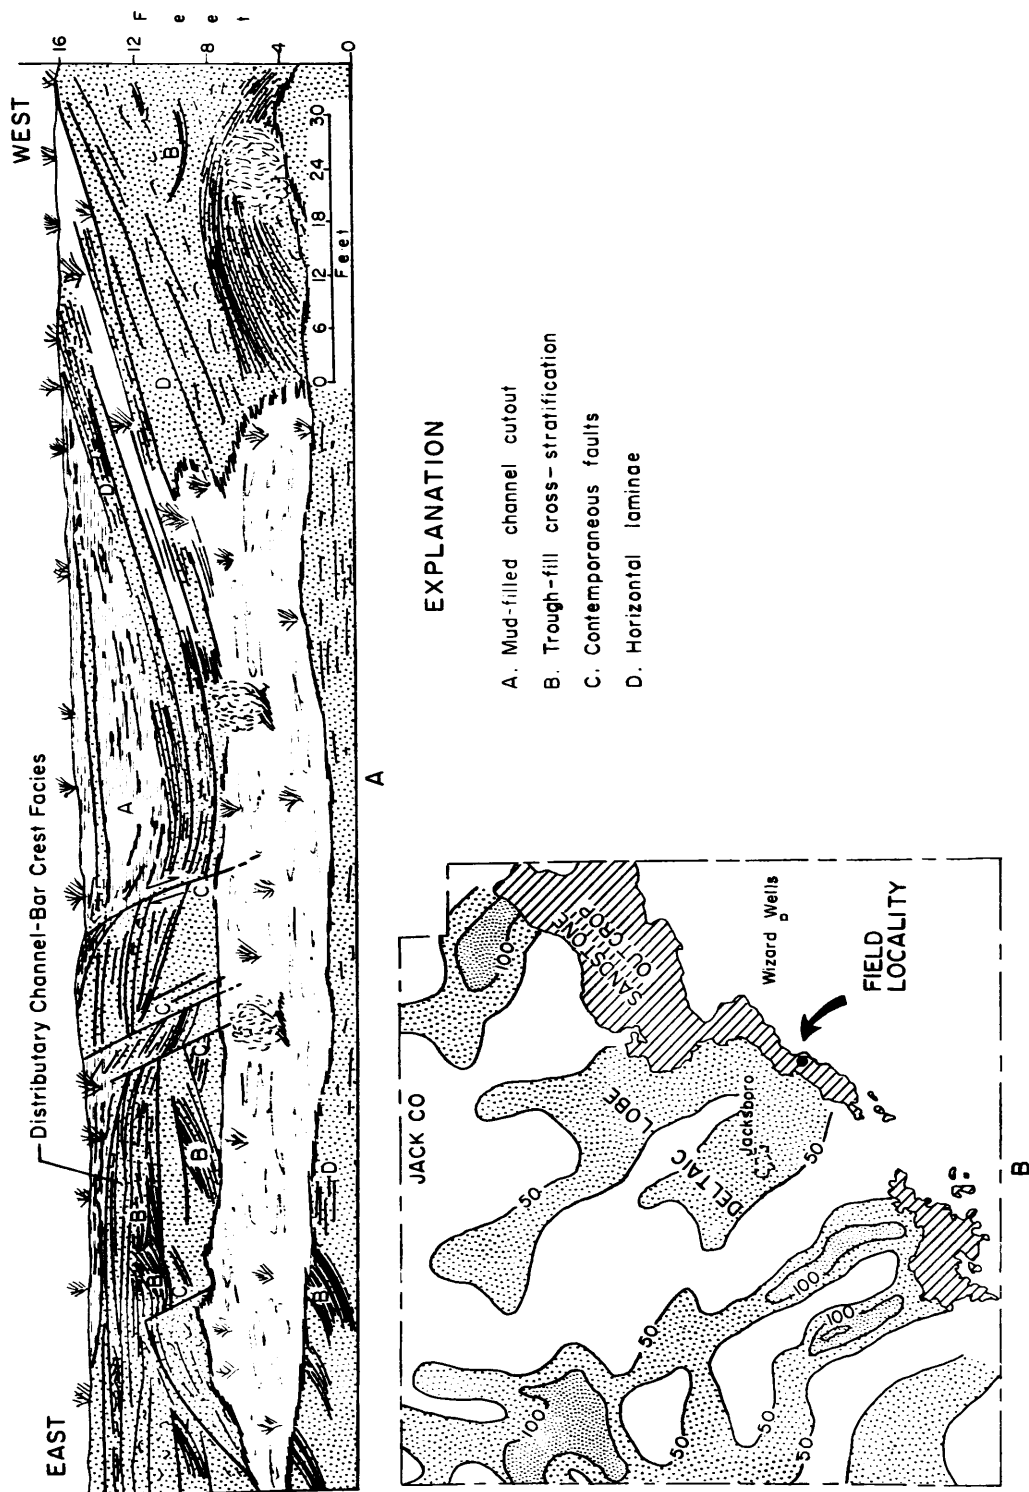 EAST
WEST
Distributary Channel-Bar Crest Facies
16
12
8
4
0
Feet
0 6 12 18 24 30
Feet
A
B
B
B
B
B
B
C
C
C
C
D
D
D
A
EXPLANATION
A. Mud-filled channel cutout
B. Trough-fill cross-stratification
C. Contemporaneous faults
D. Horizontal laminae
JACK CO
100
SANDSTONE
OUTCROP
LOBE
DELTAIC
Jacksboro
Wizard Wells
FIELD
LOCALITY
50
50
50
50
50
50
100
100
100
B